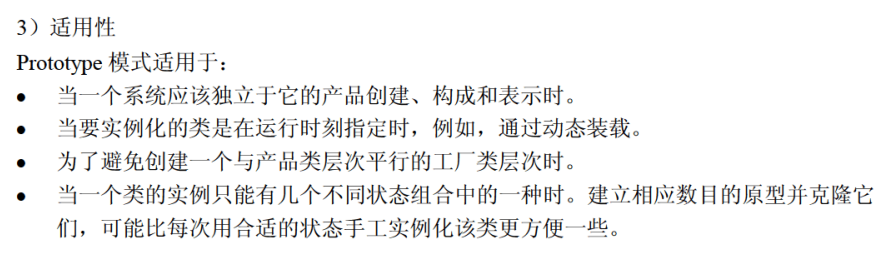 3）适用性
Prototype 模式适用于：
● 当一个系统应该独立于它的产品创建、构成和表示时。
● 当要实例化的类是在运行时刻指定时，例如，通过动态装载。
● 为了避免创建一个与产品类层次平行的工厂类层次时。
● 当一个类的实例只能有几个不同状态组合中的一种时。建立相应数目的原型并克隆它
们，可能比每次用合适的状态手工实例化该类更方便一些。